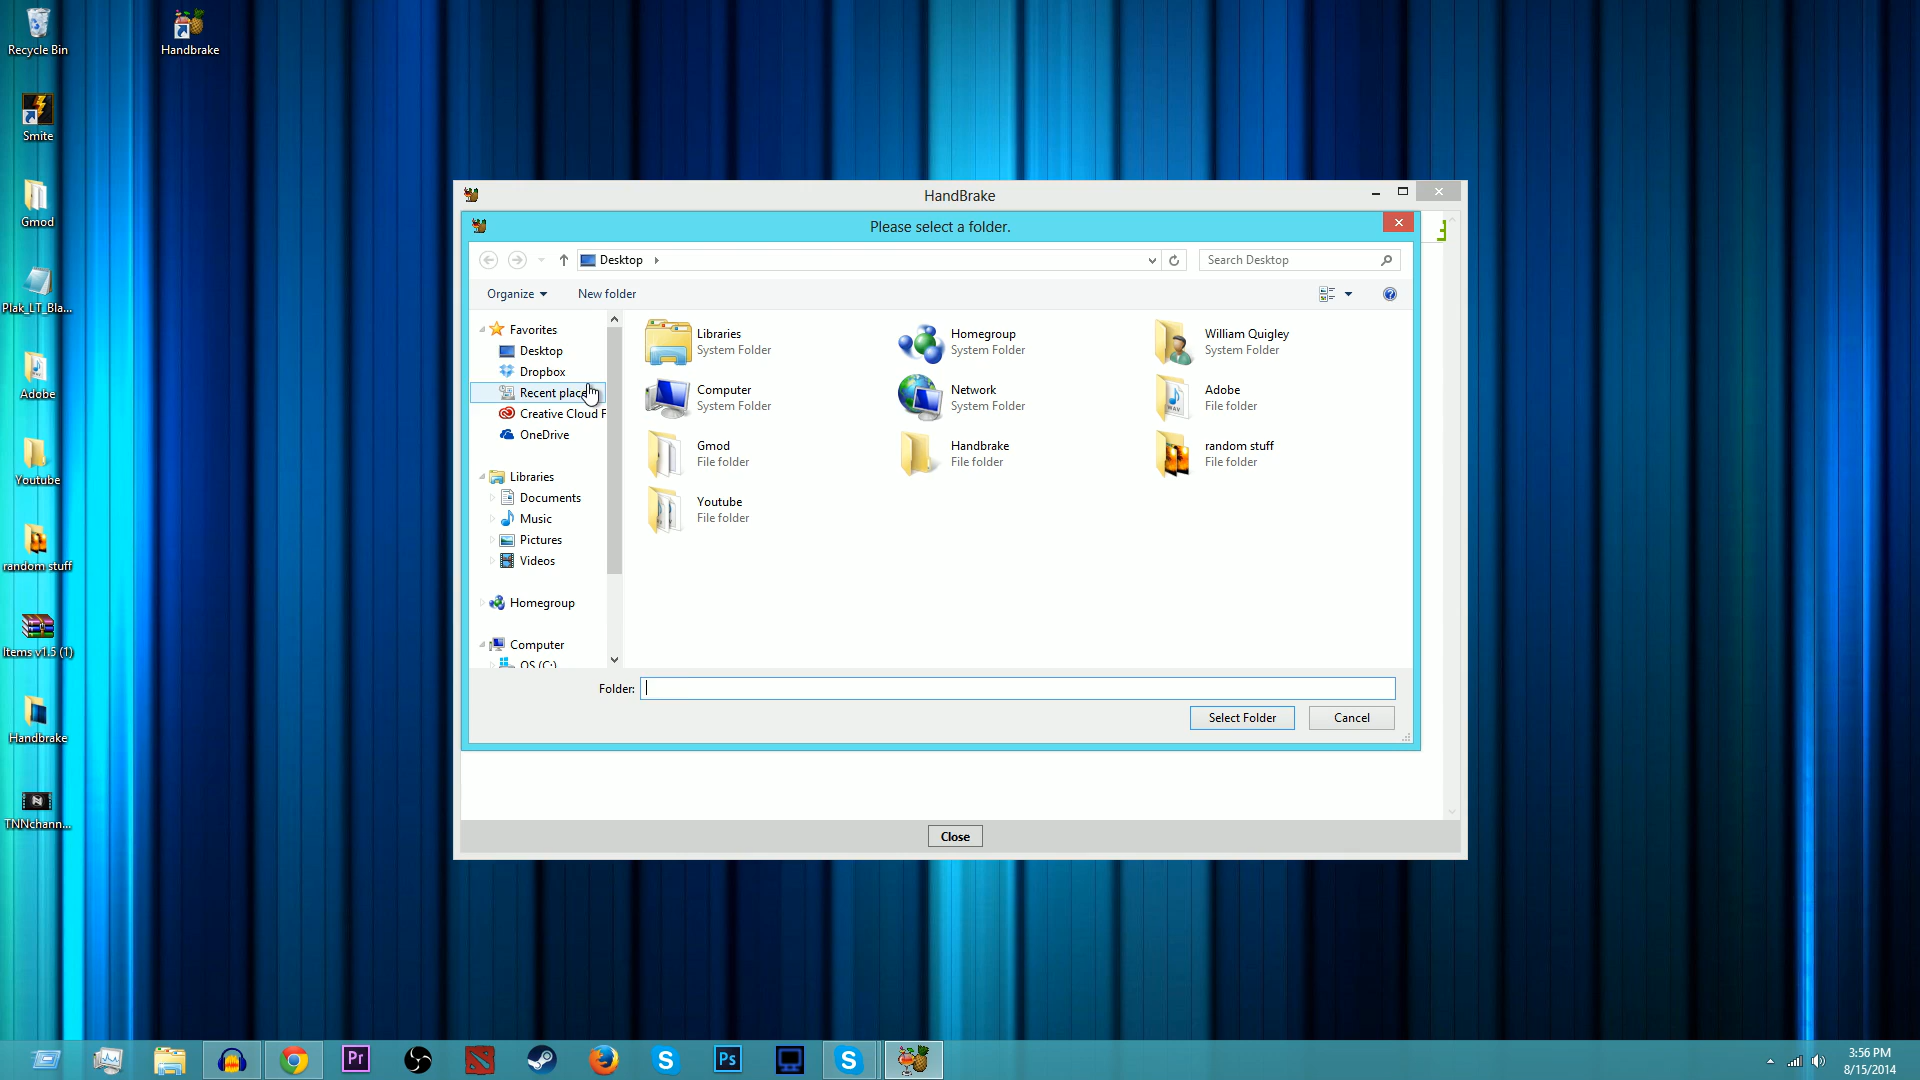 Recycle Bin
Handbrake
Smite
Gmod
Plak_LT_Bla...
Adobe
Youtube
random stuff
Items v1.5 (1)
Handbrake
TNNchann...
HandBrake
Please select a folder.
Desktop
Search Desktop
Organize
New folder
Favorites
Desktop
Dropbox
Recent place
Creative Cloud F
OneDrive
Libraries
Documents
Music
Pictures
Videos
Homegroup
Computer
OS (C:)
Libraries
System Folder
Homegroup
System Folder
William Quigley
System Folder
Computer
System Folder
Network
System Folder
Adobe
File folder
Gmod
File folder
Handbrake
File folder
random stuff
File folder
Youtube
File folder
Folder:
Select Folder
Cancel
Close
Pr
Ps
3:56 PM
8/15/2014